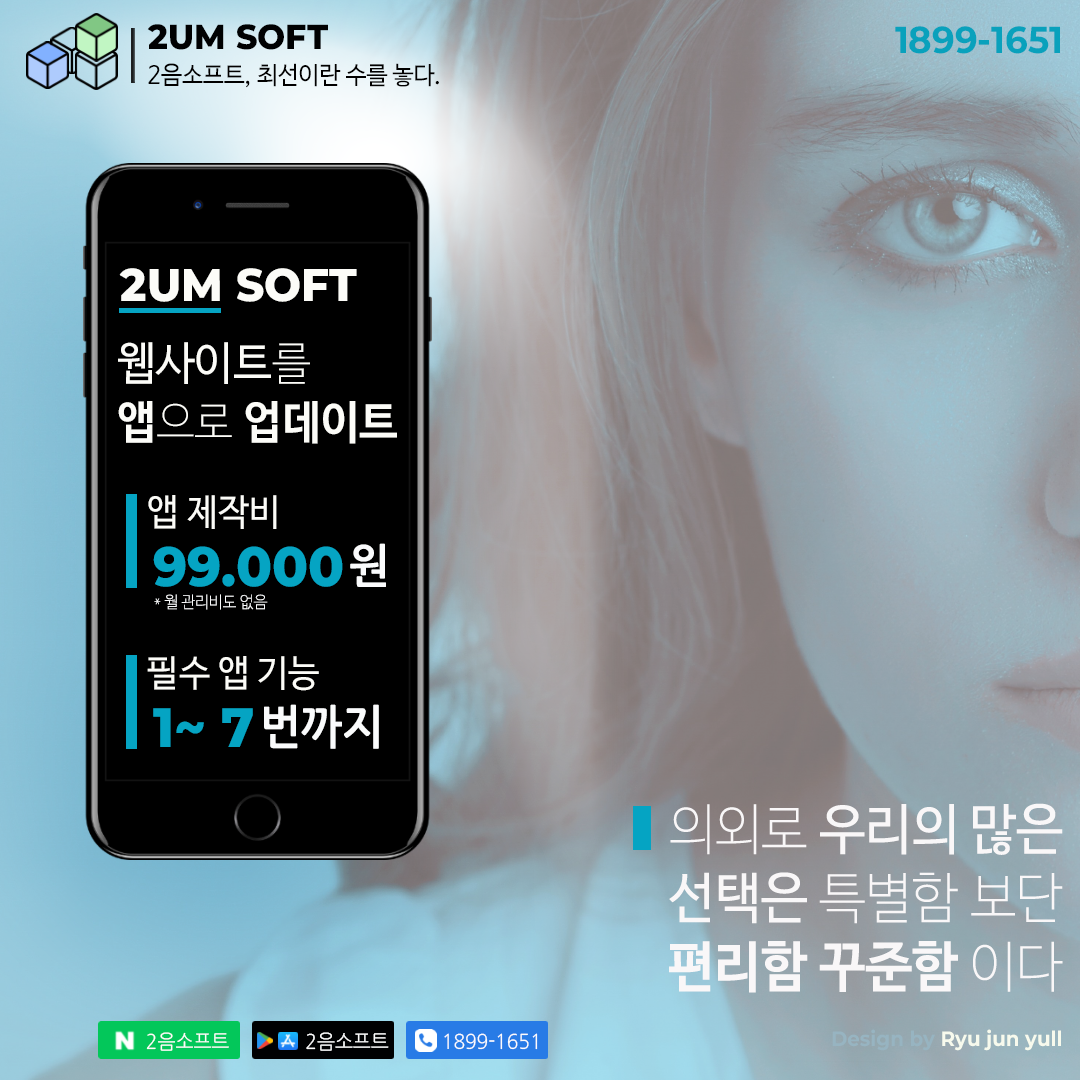 2UM SOFT
2음소프트, 최선이란 수를 놓다.
1899-1651
2UM SOFT
웹사이트를
앱으로 업데이트
앱 제작비
99.000 원
* 월 관리비도 없음
필수 앱 기능
1~ 7 번까지
의외로 우리의 많은
선택은 특별함 보단
편리함 꾸준함 이다
N 2음소프트
2음소프트
1899-1651
Design by Ryu jun yull